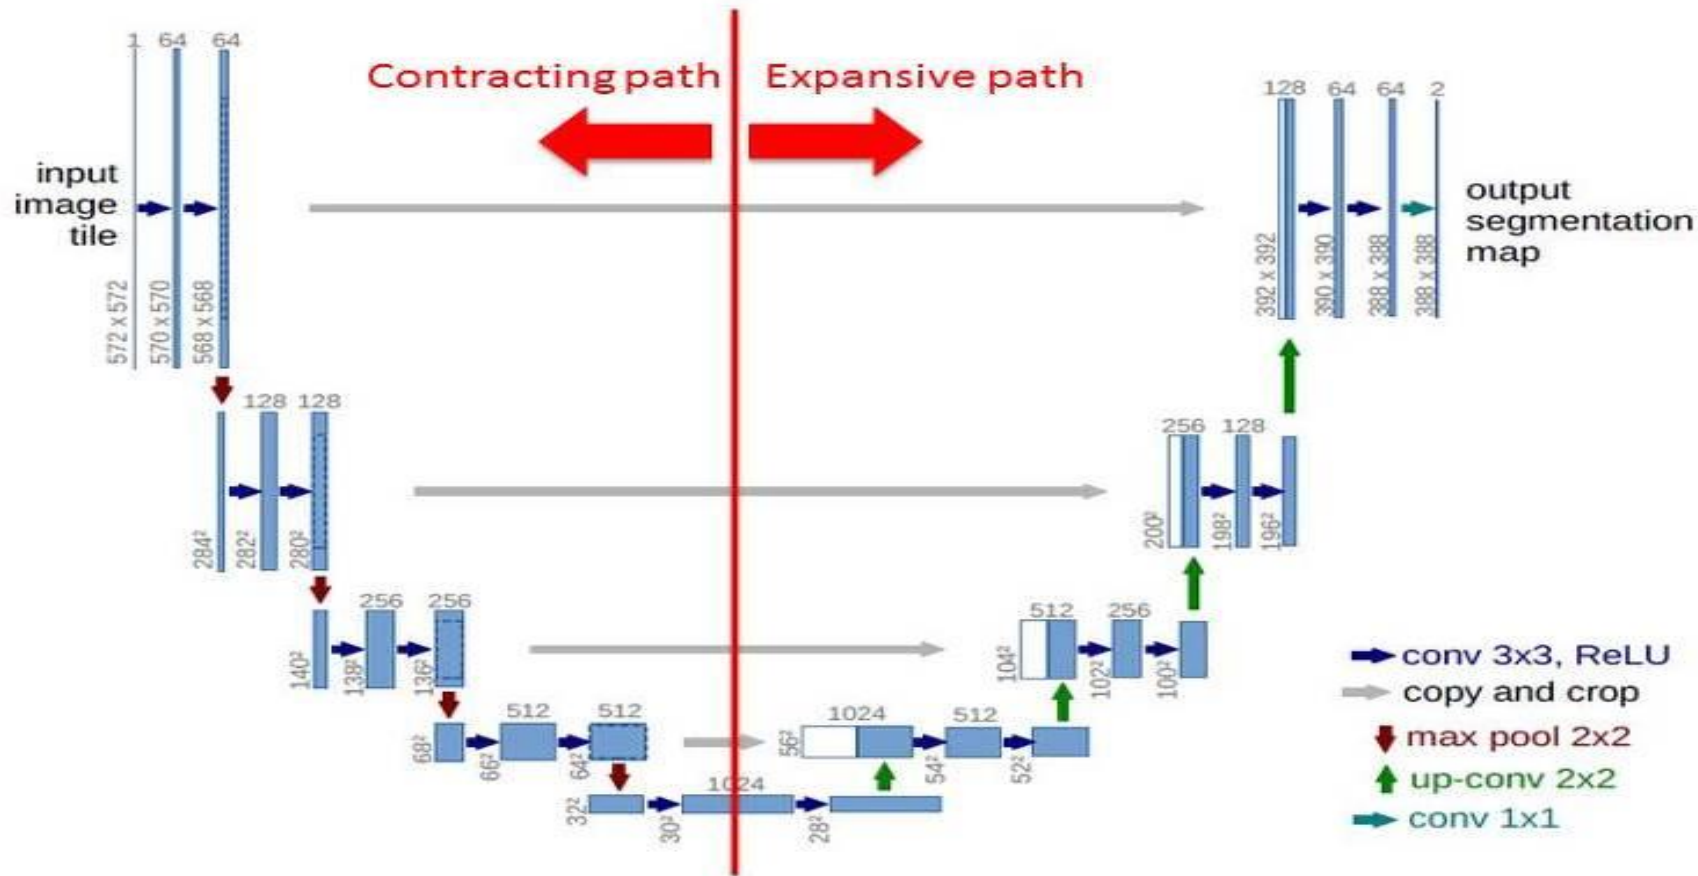 1 64 64
Contracting path
Expansive path
128 64 64 2
input
image
tile
output
segmentation
map
572 x 572
570 x 570
568 x 568
392 x 392
390 x 390
388 x 388
388 x 388
128 128
256 128
284²
282²
280²
200²
198²
196²
256 256
512 256
140²
138²
136²
104²
102²
100²
512 512
1024 512
68²
66²
64²
56²
54²
52²
1024
32²
30²
28²
conv 3x3, ReLU
copy and crop
max pool 2x2
up-conv 2x2
conv 1x1